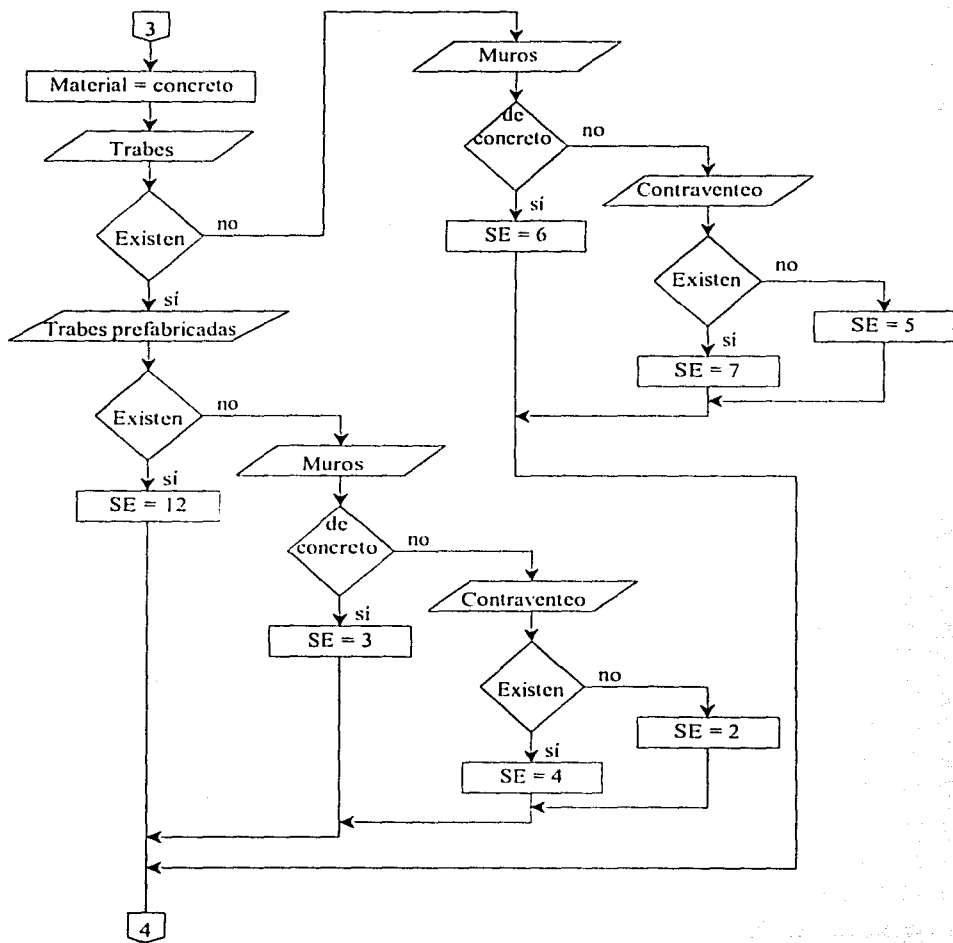 3
Material = concreto
Trabes
Existen
no
sí
Trabes prefabricadas
Existen
no
sí
SE = 12
Muros
de
concreto
no
sí
SE = 3
Contraventeo
Existen
no
sí
SE = 4
SE = 2
Muros
de
concreto
no
sí
SE = 6
Contraventeo
Existen
no
sí
SE = 7
SE = 5
4